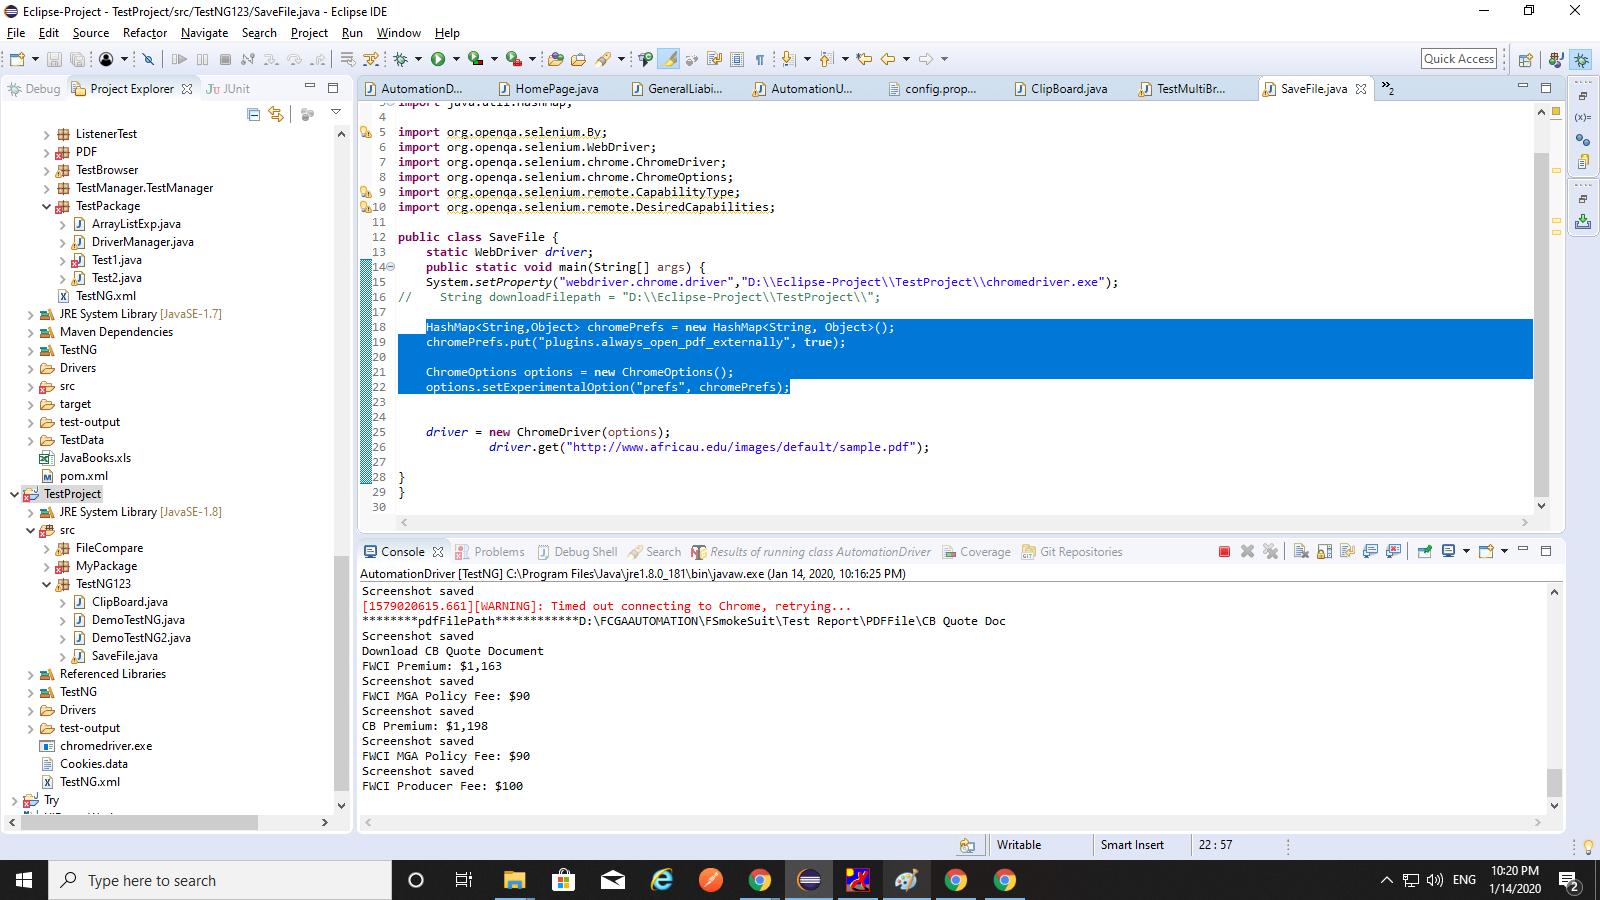 Eclipse-Project - TestProject/src/TestNG123/SaveFile.java - Eclipse IDE
File Edit Source Refactor Navigate Search Project Run Window Help
Quick Access
Debug Project Explorer JUnit
ListenerTest
PDF
TestBrowser
TestManager.TestManager
TestPackage
ArrayListExp.java
DriverManager.java
Test1.java
Test2.java
TestNG.xml
JRE System Library [JavaSE-1.7]
Maven Dependencies
TestNG
Drivers
src
target
test-output
TestData
JavaBooks.xls
pom.xml
TestProject
JRE System Library [JavaSE-1.8]
src
FileCompare
MyPackage
TestNG123
ClipBoard.java
DemoTestNG.java
DemoTestNG2.java
SaveFile.java
Referenced Libraries
TestNG
Drivers
test-output
chromedriver.exe
Cookies.data
TestNG.xml
Try
AutomationD... HomePage.java GeneralLiabi... AutomationU... config.prop... ClipBoard.java TestMultiBr... SaveFile.java 2
3 import java.util.HashMap;
4
5 import org.openqa.selenium.By;
6 import org.openqa.selenium.WebDriver;
7 import org.openqa.selenium.chrome.ChromeDriver;
8 import org.openqa.selenium.chrome.ChromeOptions;
9 import org.openqa.selenium.remote.CapabilityType;
10 import org.openqa.selenium.remote.DesiredCapabilities;
11
12 public class SaveFile {
13 static WebDriver driver;
14 public static void main(String[] args) {
15 System.setProperty("webdriver.chrome.driver","D:\\Eclipse-Project\\TestProject\\chromedriver.exe");
16 // String downloadFilepath = "D:\\Eclipse-Project\\TestProject\\";
17
18 HashMap<String,Object> chromePrefs = new HashMap<String, Object>();
19 chromePrefs.put("plugins.always_open_pdf_externally", true);
20
21 ChromeOptions options = new ChromeOptions();
22 options.setExperimentalOption("prefs", chromePrefs);
23
24
25 driver = new ChromeDriver(options);
26 driver.get("http://www.africau.edu/images/default/sample.pdf");
27
28 }
29 }
30
Console Problems Debug Shell Search Results of running class AutomationDriver Coverage Git Repositories
AutomationDriver [TestNG] C:\Program Files\Java\jre1.8.0_181\bin\javaw.exe (Jan 14, 2020, 10:16:25 PM)
Screenshot saved
[1579020615.661][WARNING]: Timed out connecting to Chrome, retrying...
********pdfFilePath************D:\FCGAAUTOMATION\FSmokeSuit\Test Report\PDFFile\CB Quote Doc
Screenshot saved
Download CB Quote Document
FWCI Premium: $1,163
Screenshot saved
FWCI MGA Policy Fee: $90
Screenshot saved
CB Premium: $1,198
Screenshot saved
FWCI MGA Policy Fee: $90
Screenshot saved
FWCI Producer Fee: $100
Writable Smart Insert 22 : 57
Type here to search
ENG
10:20 PM
1/14/2020
2